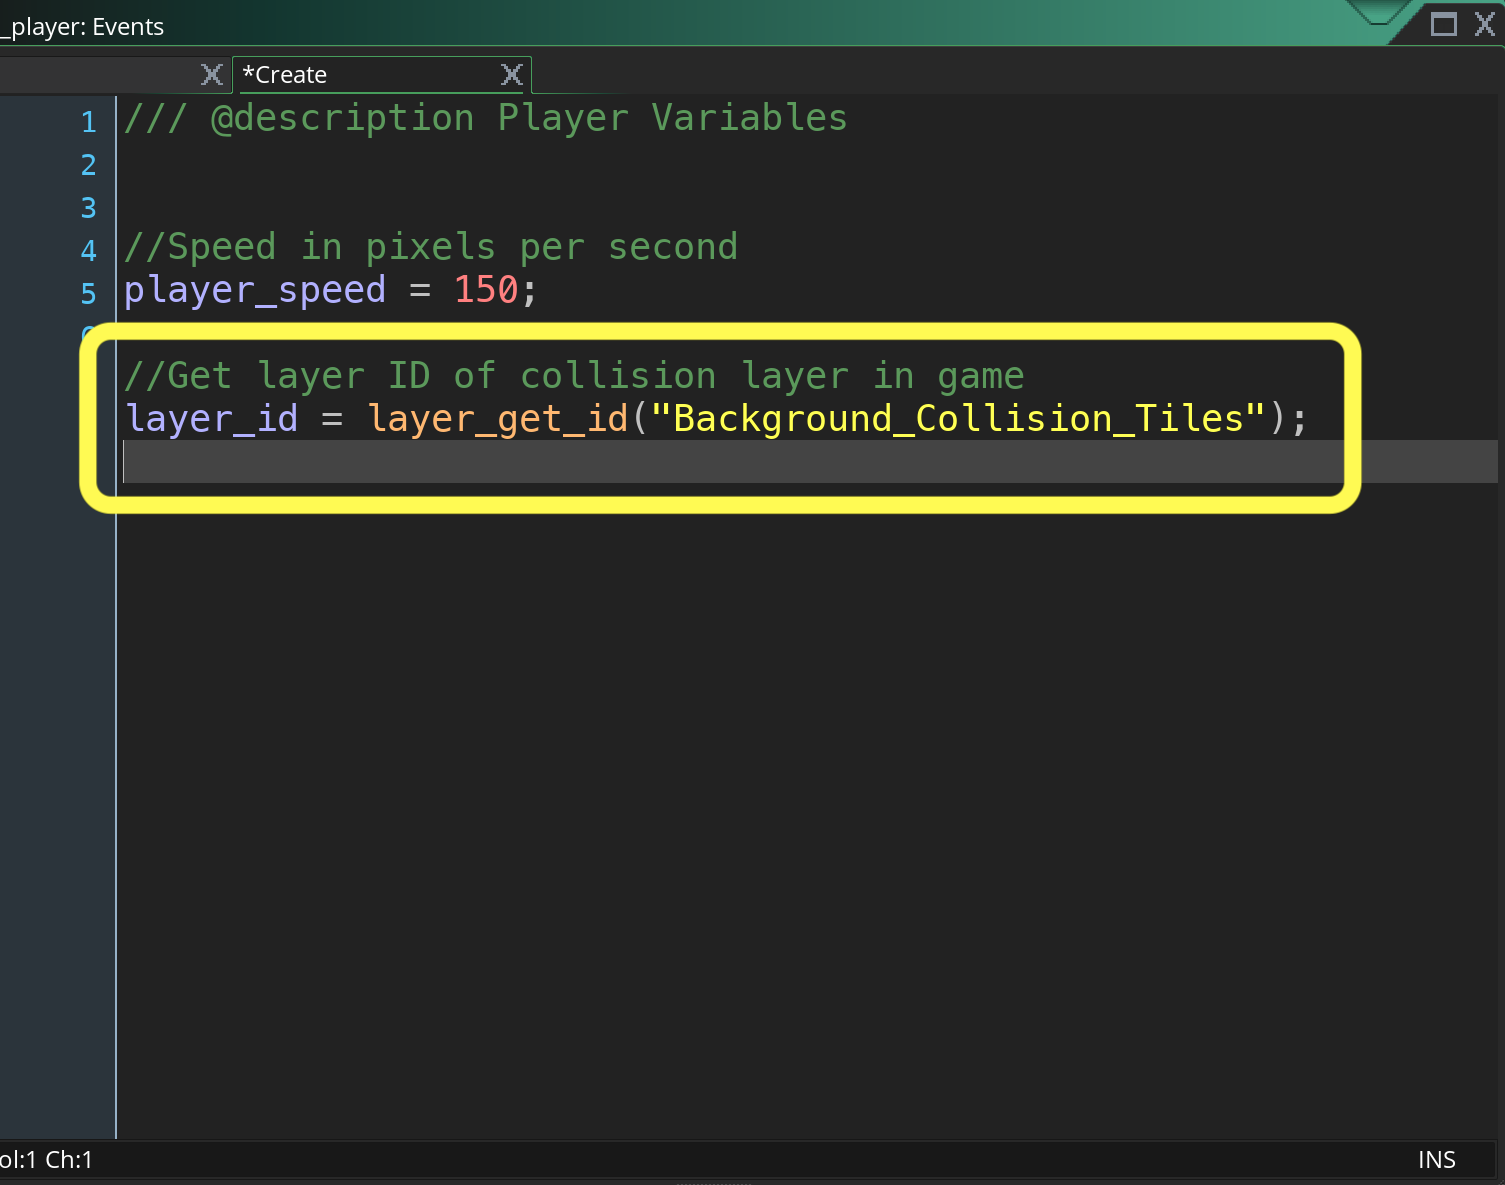 _player: Events
*Create
1 /// @description Player Variables
2
3
4 //Speed in pixels per second
5 player_speed = 150;
//Get layer ID of collision layer in game
layer_id = layer_get_id("Background_Collision_Tiles");
ol:1 Ch:1 INS